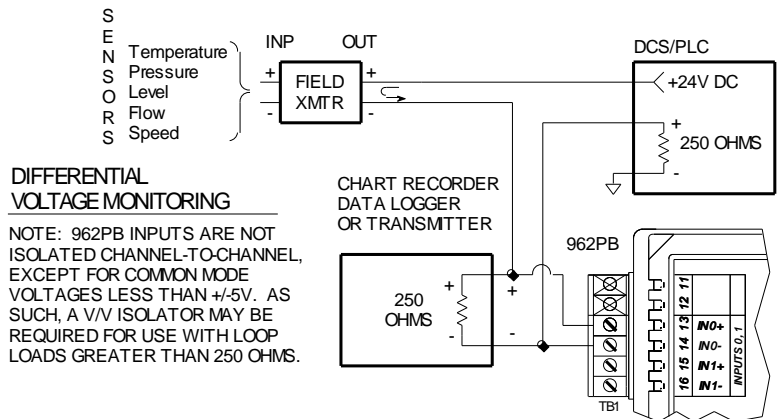 SENSORS
Temperature
Pressure
Level
Flow
Speed
INP OUT
+ +
FIELD
XMTR
- -
DCS/PLC
+24V DC
+
250 OHMS
-
DIFFERENTIAL
VOLTAGE MONITORING
NOTE: 962PB INPUTS ARE NOT
ISOLATED CHANNEL-TO-CHANNEL,
EXCEPT FOR COMMON MODE
VOLTAGES LESS THAN +/-5V. AS
SUCH, A V/V ISOLATOR MAY BE
REQUIRED FOR USE WITH LOOP
LOADS GREATER THAN 250 OHMS.
CHART RECORDER
DATA LOGGER
OR TRANSMITTER
+ +
250
OHMS
- -
962PB
11
12
13 IN0+
14 IN0-
15 IN1+
16 IN1-
INPUTS 0, 1
TB1